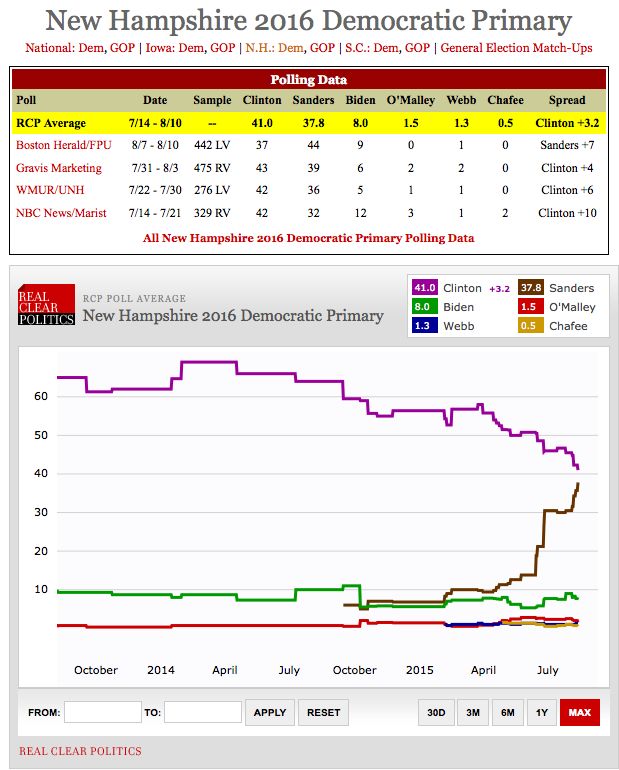 New Hampshire 2016 Democratic Primary
National: Dem, GOP | Iowa: Dem, GOP | N.H.: Dem, GOP | S.C.: Dem, GOP | General Election Match-Ups
Polling Data
Poll Date Sample Clinton Sanders Biden O'Malley Webb Chafee Spread
RCP Average 7/14 - 8/10 -- 41.0 37.8 8.0 1.5 1.3 0.5 Clinton +3.2
Boston Herald/FPU 8/7 - 8/10 442 LV 37 44 9 0 1 0 Sanders +7
Gravis Marketing 7/31 - 8/3 475 RV 43 39 6 2 2 0 Clinton +4
WMUR/UNH 7/22 - 7/30 276 LV 42 36 5 1 1 0 Clinton +6
NBC News/Marist 7/14 - 7/21 329 RV 42 32 12 3 1 2 Clinton +10
All New Hampshire 2016 Democratic Primary Polling Data
REAL
CLEAR
POLITICS
RCP POLL AVERAGE
New Hampshire 2016 Democratic Primary
41.0 Clinton +3.2 37.8 Sanders
8.0 Biden 1.5 O'Malley
1.3 Webb 0.5 Chafee
60
50
40
30
20
10
October 2014 April July October 2015 April July
FROM: TO: APPLY RESET 30D 3M 6M 1Y MAX
REAL CLEAR POLITICS